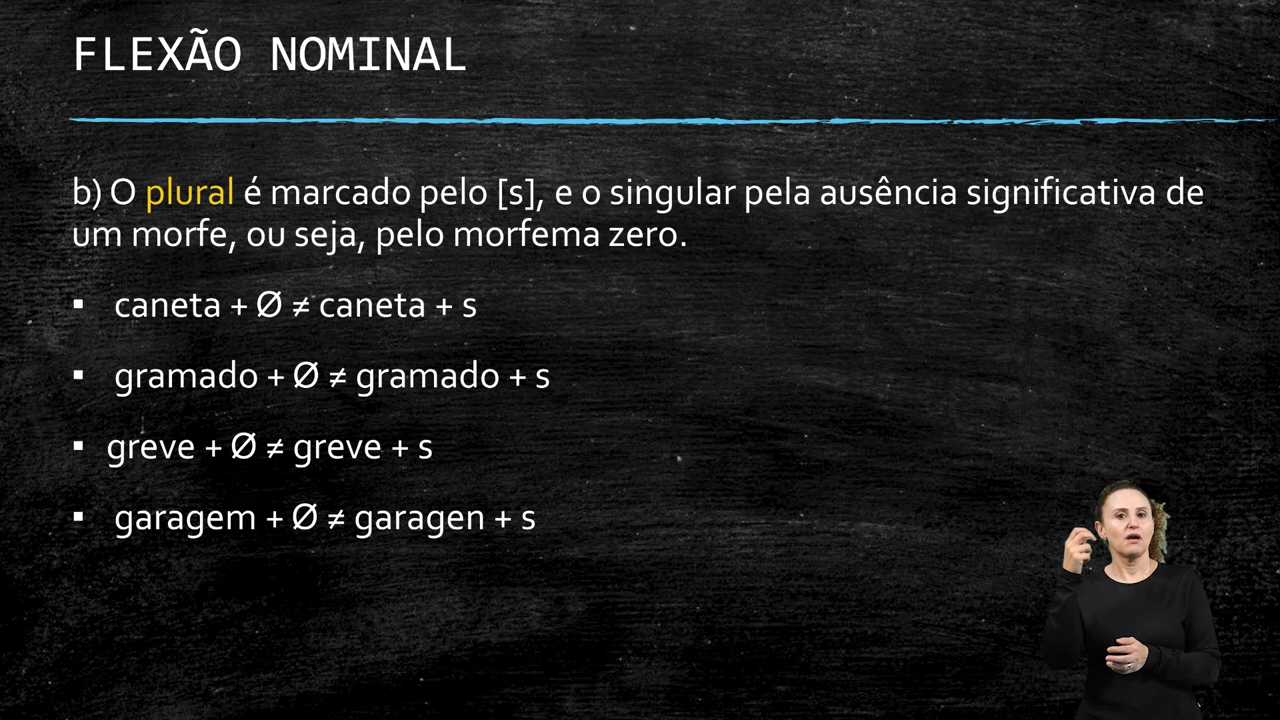 FLEXÃO NOMINAL
b) O plural é marcado pelo [s], e o singular pela ausência significativa de
um morfe, ou seja, pelo morfema zero.
▪ caneta + Ø ≠ caneta + s
▪ gramado + Ø ≠ gramado + s
▪ greve + Ø ≠ greve + s
▪ garagem + Ø ≠ garagen + s